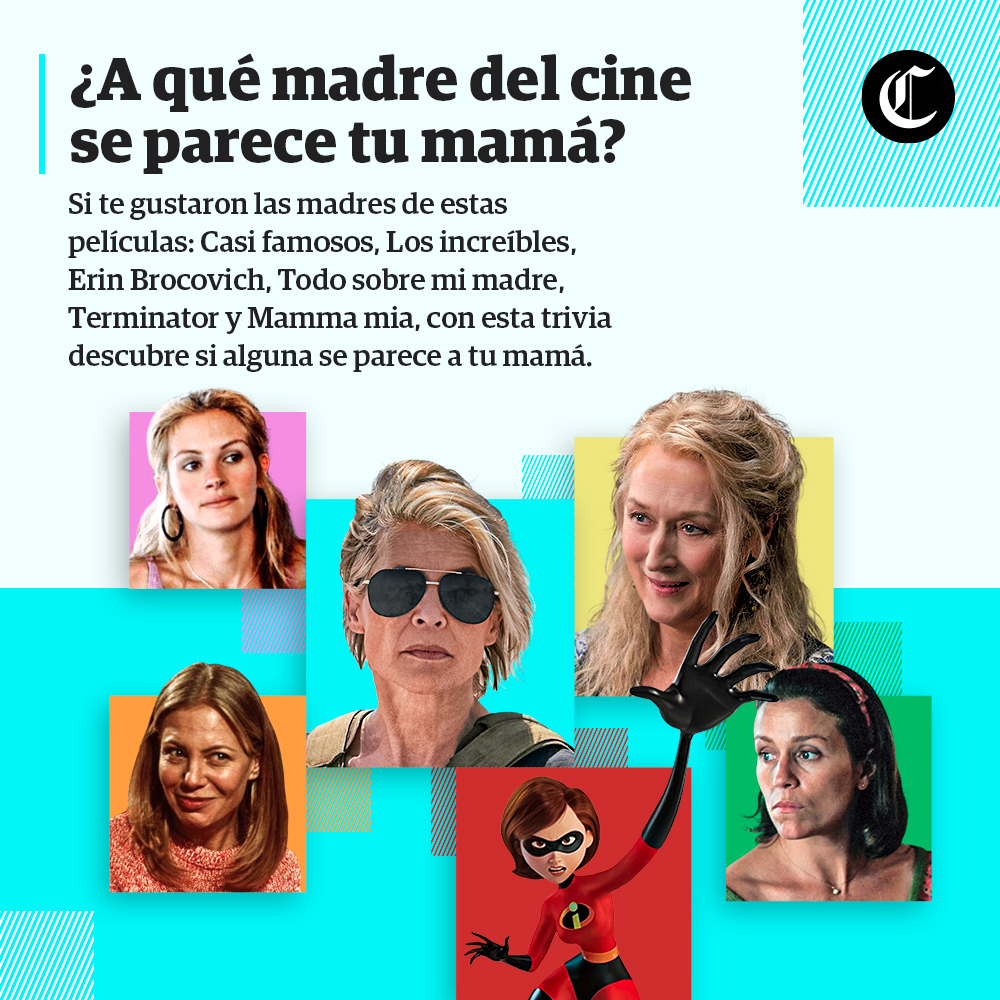 ¿A qué madre del cine
se parece tu mamá?
Si te gustaron las madres de estas
películas: Casi famosos, Los increíbles,
Erin Brocovich, Todo sobre mi madre,
Terminator y Mamma mia, con esta trivia
descubre si alguna se parece a tu mamá.
C
i